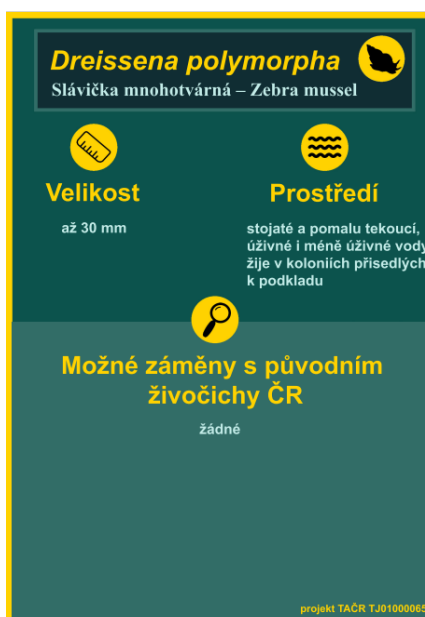 Dreissena polymorpha
Slávička mnohotvárná – Zebra mussel
Velikost
až 30 mm
Prostředí
stojaté a pomalu tekoucí,
úživné i méně úživné vody
žije v koloniích přisedlých
k podkladu
Možné záměny s původním
živočichy ČR
žádné
projekt TAČR TJ01000065